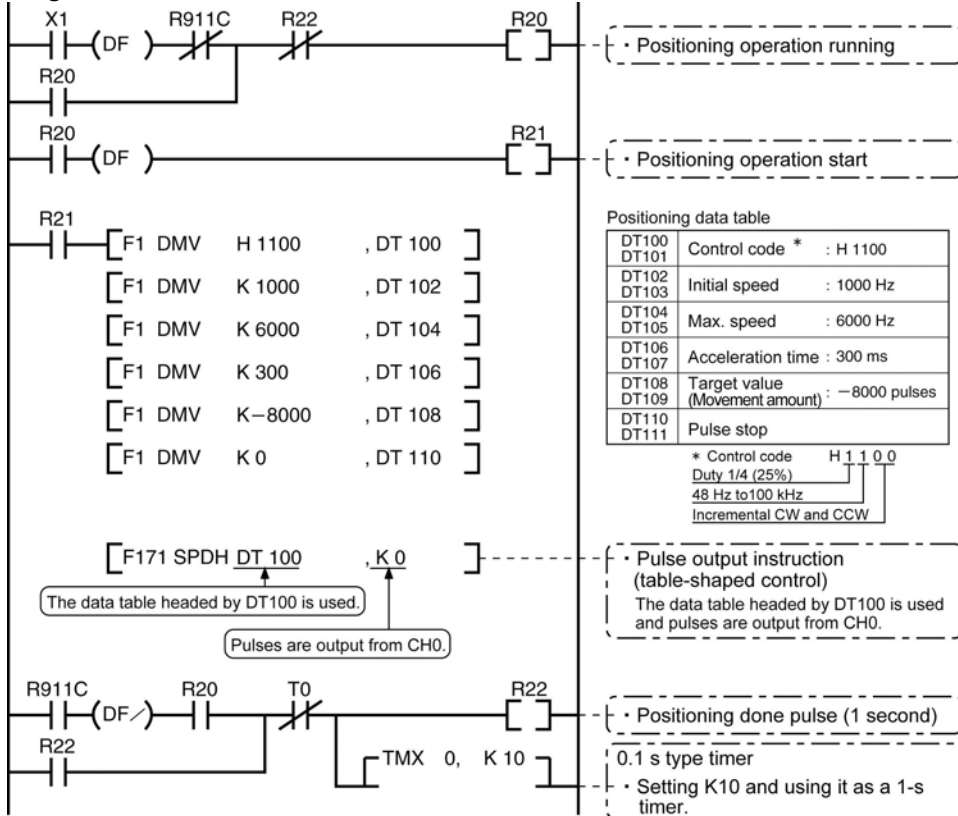 X1 R911C R22 R20
(DF )
· Positioning operation running
R20
R20 R21
(DF )
· Positioning operation start
R21
F1 DMV H 1100 , DT 100
F1 DMV K 1000 , DT 102
F1 DMV K 6000 , DT 104
F1 DMV K 300 , DT 106
F1 DMV K−8000 , DT 108
F1 DMV K 0 , DT 110
Positioning data table
DT100
DT101
Control code * : H 1100
DT102
DT103
Initial speed : 1000 Hz
DT104
DT105
Max. speed : 6000 Hz
DT106
DT107
Acceleration time : 300 ms
DT108
DT109
Target value
(Movement amount) : −8000 pulses
DT110
DT111
Pulse stop
* Control code H 1 1 0 0
Duty 1/4 (25%)
48 Hz to100 kHz
Incremental CW and CCW
F171 SPDH DT 100 , K 0
The data table headed by DT100 is used.
Pulses are output from CH0.
· Pulse output instruction
(table-shaped control)
The data table headed by DT100 is used
and pulses are output from CH0.
R911C R20 T0 R22
(DF/)
· Positioning done pulse (1 second)
R22
TMX 0, K 10
0.1 s type timer
· Setting K10 and using it as a 1-s
timer.